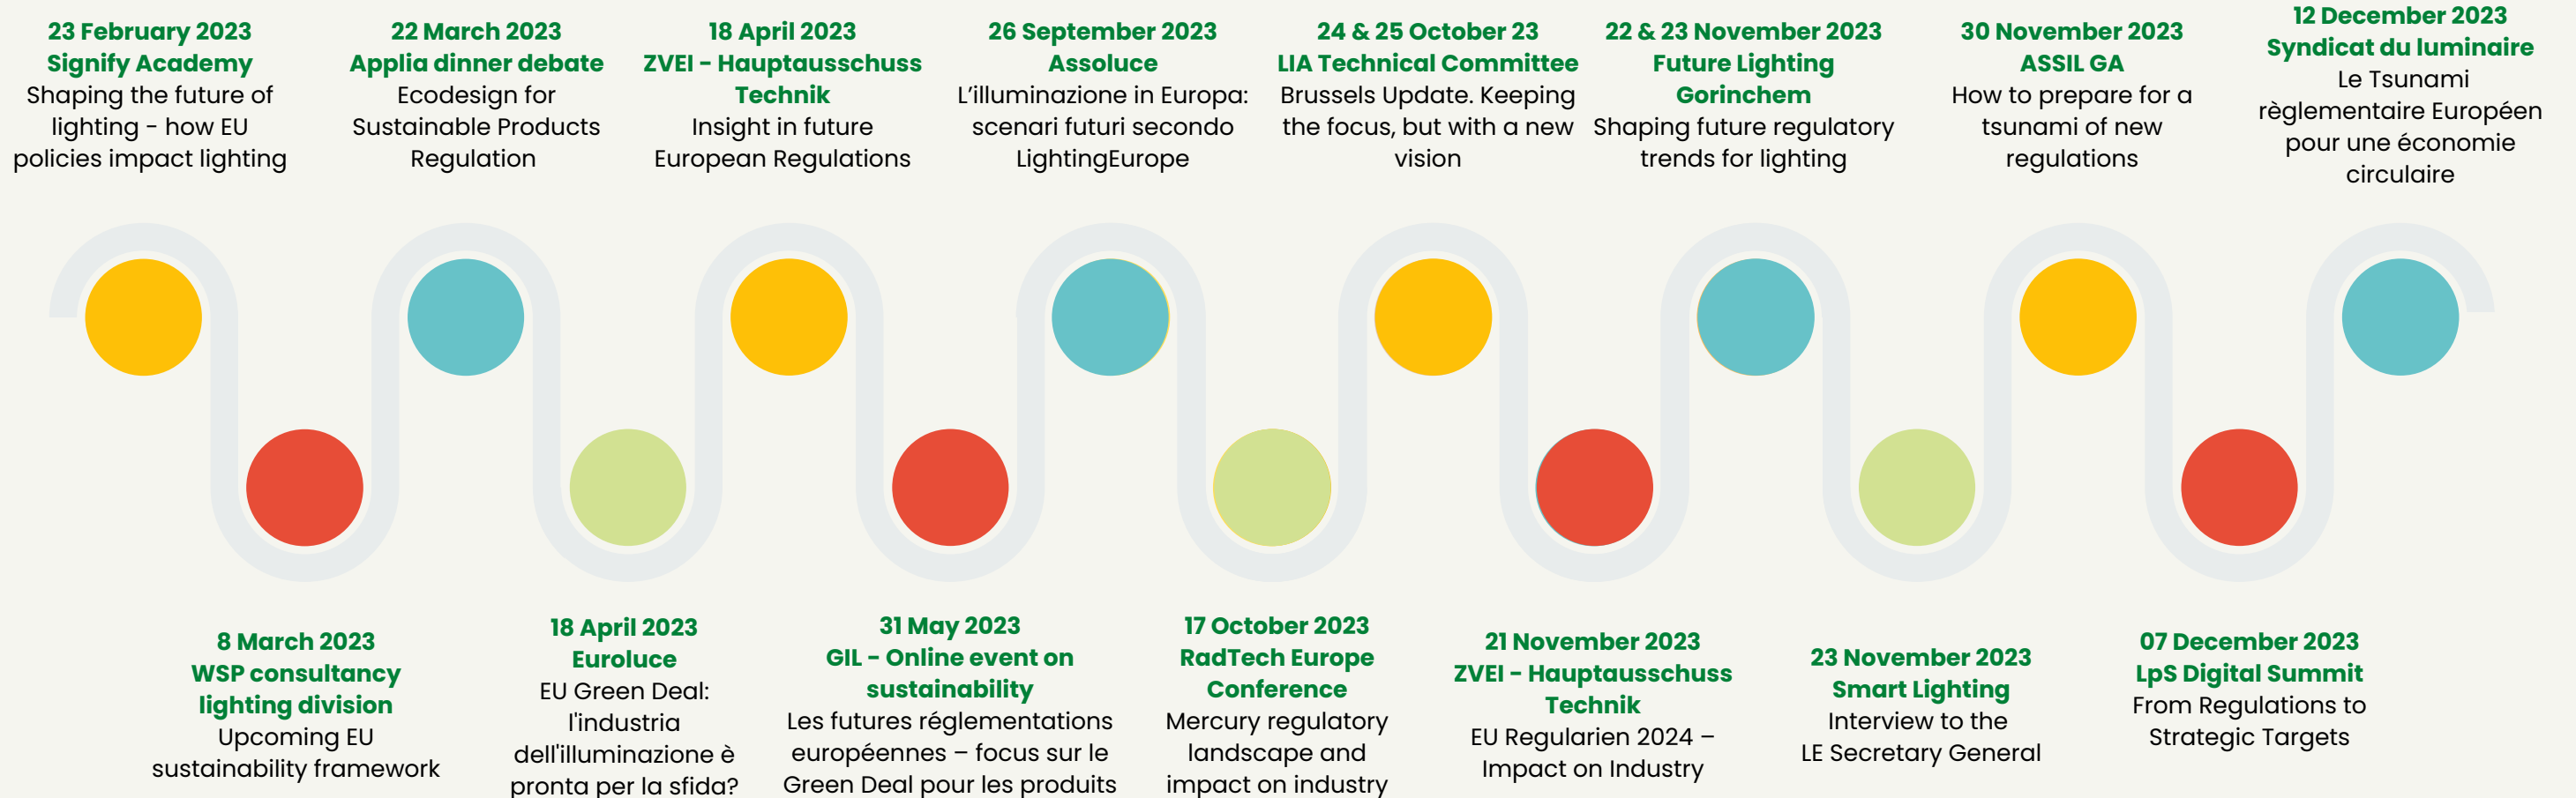 23 February 2023
Signify Academy
Shaping the future of
lighting - how EU
policies impact lighting
22 March 2023
Applia dinner debate
Ecodesign for
Sustainable Products
Regulation
18 April 2023
ZVEI - Hauptausschuss
Technik
Insight in future
European Regulations
26 September 2023
Assoluce
L’illuminazione in Europa:
scenari futuri secondo
LightingEurope
24 & 25 October 23
LIA Technical Committee
Brussels Update. Keeping
the focus, but with a new
vision
22 & 23 November 2023
Future Lighting
Gorinchem
Shaping future regulatory
trends for lighting
30 November 2023
ASSIL GA
How to prepare for a
tsunami of new
regulations
12 December 2023
Syndicat du luminaire
Le Tsunami
règlementaire Européen
pour une économie
circulaire
8 March 2023
WSP consultancy
lighting division
Upcoming EU
sustainability framework
18 April 2023
Euroluce
EU Green Deal:
l'industria
dell'illuminazione è
pronta per la sfida?
31 May 2023
GIL - Online event on
sustainability
Les futures réglementations
européennes – focus sur le
Green Deal pour les produits
17 October 2023
RadTech Europe
Conference
Mercury regulatory
landscape and
impact on industry
21 November 2023
ZVEI - Hauptausschuss
Technik
EU Regularien 2024 –
Impact on Industry
23 November 2023
Smart Lighting
Interview to the
LE Secretary General
07 December 2023
LpS Digital Summit
From Regulations to
Strategic Targets